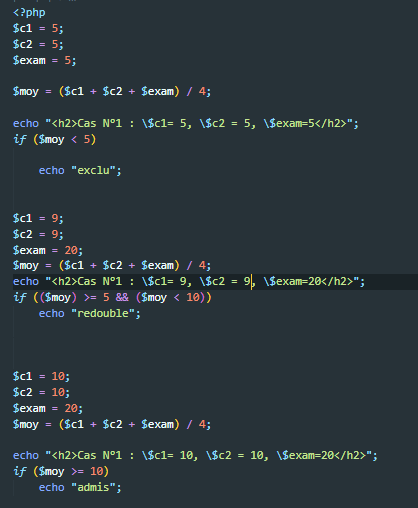 <?php
$c1 = 5;
$c2 = 5;
$exam = 5;
$moy = ($c1 + $c2 + $exam) / 4;
echo "<h2>Cas N°1 : \$c1= 5, \$c2 = 5, \$exam=5</h2>";
if ($moy < 5)
echo "exclu";
$c1 = 9;
$c2 = 9;
$exam = 20;
$moy = ($c1 + $c2 + $exam) / 4;
echo "<h2>Cas N°1 : \$c1= 9, \$c2 = 9, \$exam=20</h2>";
if (($moy) >= 5 && ($moy < 10))
echo "redouble";
$c1 = 10;
$c2 = 10;
$exam = 20;
$moy = ($c1 + $c2 + $exam) / 4;
echo "<h2>Cas N°1 : \$c1= 10, \$c2 = 10, \$exam=20</h2>";
if ($moy >= 10)
echo "admis";